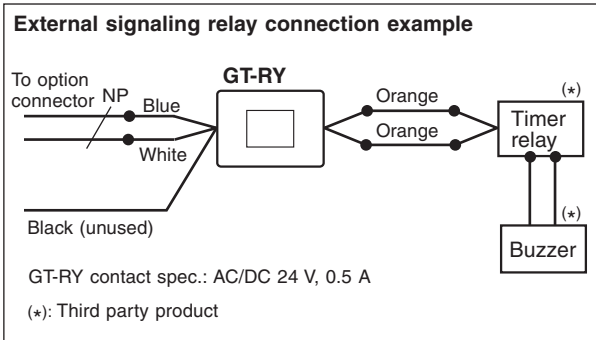 External signaling relay connection example
GT-RY
To option
connector
NP
Blue
White
Black (unused)
Orange
Orange
(*)
Timer
relay
(*)
Buzzer
GT-RY contact spec.: AC/DC 24 V, 0.5 A
(*): Third party product